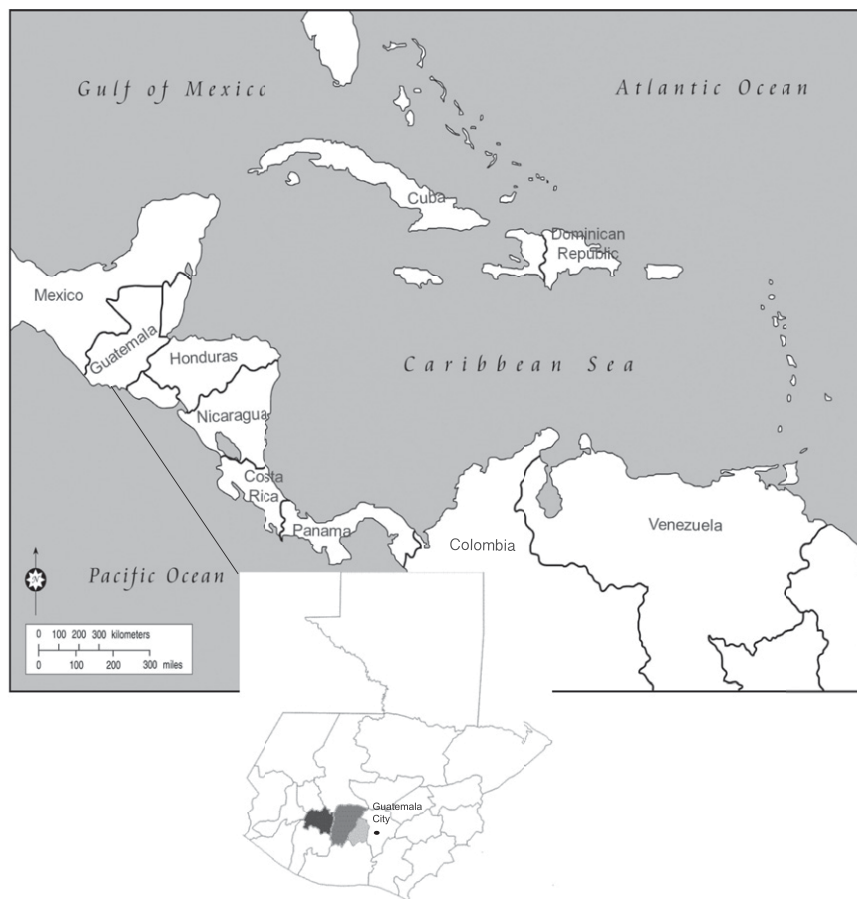 Gulf of Mexicc
Atlantic Ocean
Cuba
Dominican
Republic
Mexico
Guatemala
Honduras
Caribbean Sea
Nicaragua
Costa
Rica
Panama
Colombia
Venezuela
N
Pacific Ocean
0 100 200 300 kilometers
0 100 200 300 miles
Guatemala
City